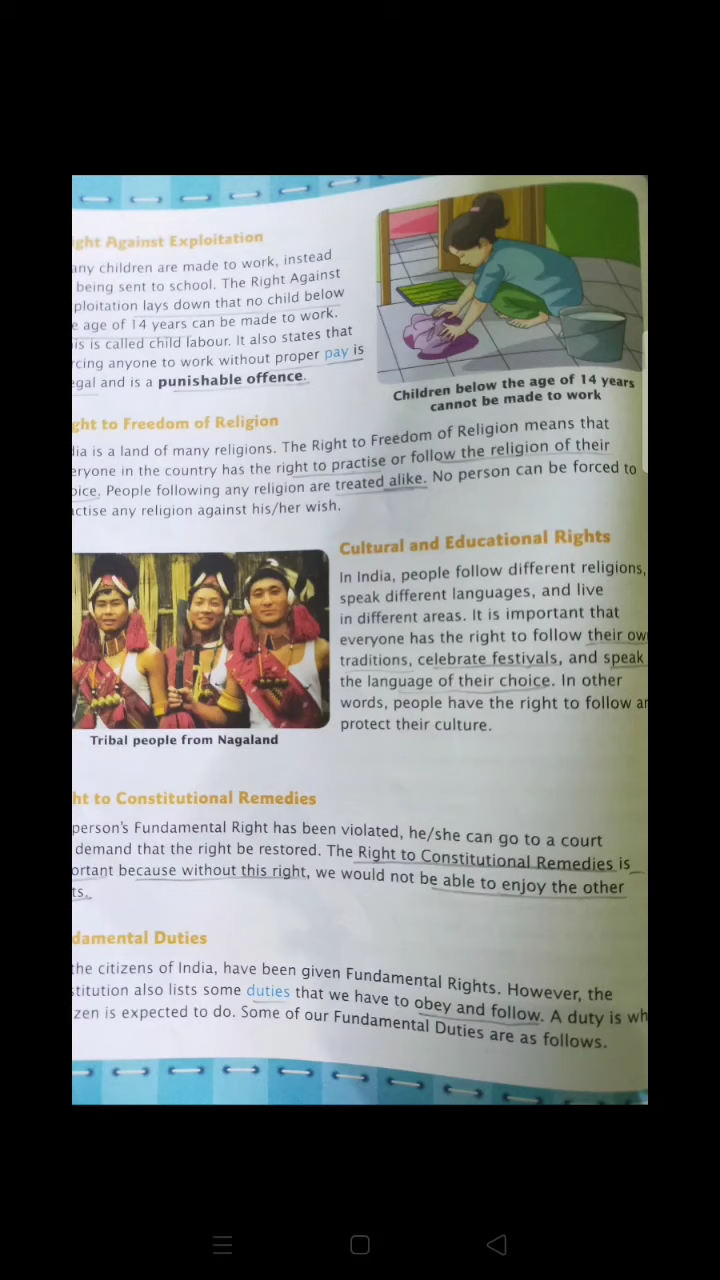 ght Against Exploitation
any children are made to work, instead
being sent to school. The Right Against
ploitation lays down that no child below
e age of 14 years can be made to work.
is is called child labour. It also states that
rcing anyone to work without proper pay is
egal and is a punishable offence.
Children below the age of 14 years
cannot be made to work
ght to Freedom of Religion
dia is a land of many religions. The Right to Freedom of Religion means that
eryone in the country has the right to practise or follow the religion of their
oice. People following any religion are treated alike. No person can be forced to
actise any religion against his/her wish.
Tribal people from Nagaland
Cultural and Educational Rights
In India, people follow different religions,
speak different languages, and live
in different areas. It is important that
everyone has the right to follow their ow
traditions, celebrate festivals, and speak
the language of their choice. In other
words, people have the right to follow an
protect their culture.
ht to Constitutional Remedies
person's Fundamental Right has been violated, he/she can go to a court
demand that the right be restored. The Right to Constitutional Remedies is
ortant because without this right, we would not be able to enjoy the other
ts.
damental Duties
the citizens of India, have been given Fundamental Rights. However, the
stitution also lists some duties that we have to obey and follow. A duty is wh
zen is expected to do. Some of our Fundamental Duties are as follows.